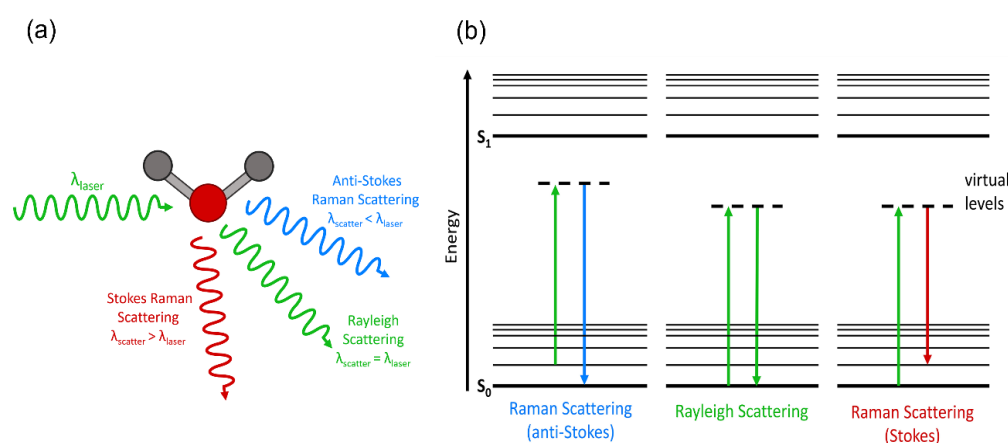 (a)
λlaser
Anti-Stokes
Raman Scattering
λscatter < λlaser
Stokes Raman
Scattering
λscatter > λlaser
Rayleigh
Scattering
λscatter = λlaser
(b)
Energy
S1
S0
virtual
levels
Raman Scattering
(anti-Stokes)
Rayleigh Scattering
Raman Scattering
(Stokes)